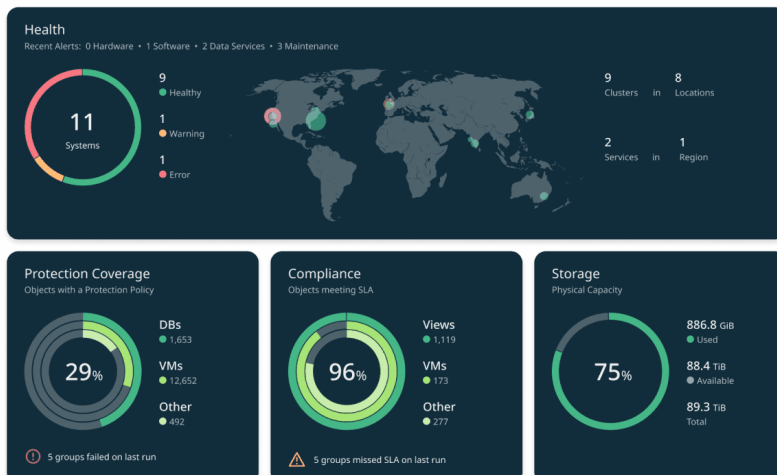 Health
Recent Alerts: 0 Hardware • 1 Software • 2 Data Services • 3 Maintenance
11
Systems
9
Healthy
1
Warning
1
Error
9 8
Clusters in Locations
2 1
Services in Region
Protection Coverage
Objects with a Protection Policy
29%
DBs
1,653
VMs
12,652
Other
492
5 groups failed on last run
Compliance
Objects meeting SLA
96%
Views
1,119
VMs
173
Other
277
5 groups missed SLA on last run
Storage
Physical Capacity
75%
886.8 GiB
Used
88.4 TiB
Available
89.3 TiB
Total